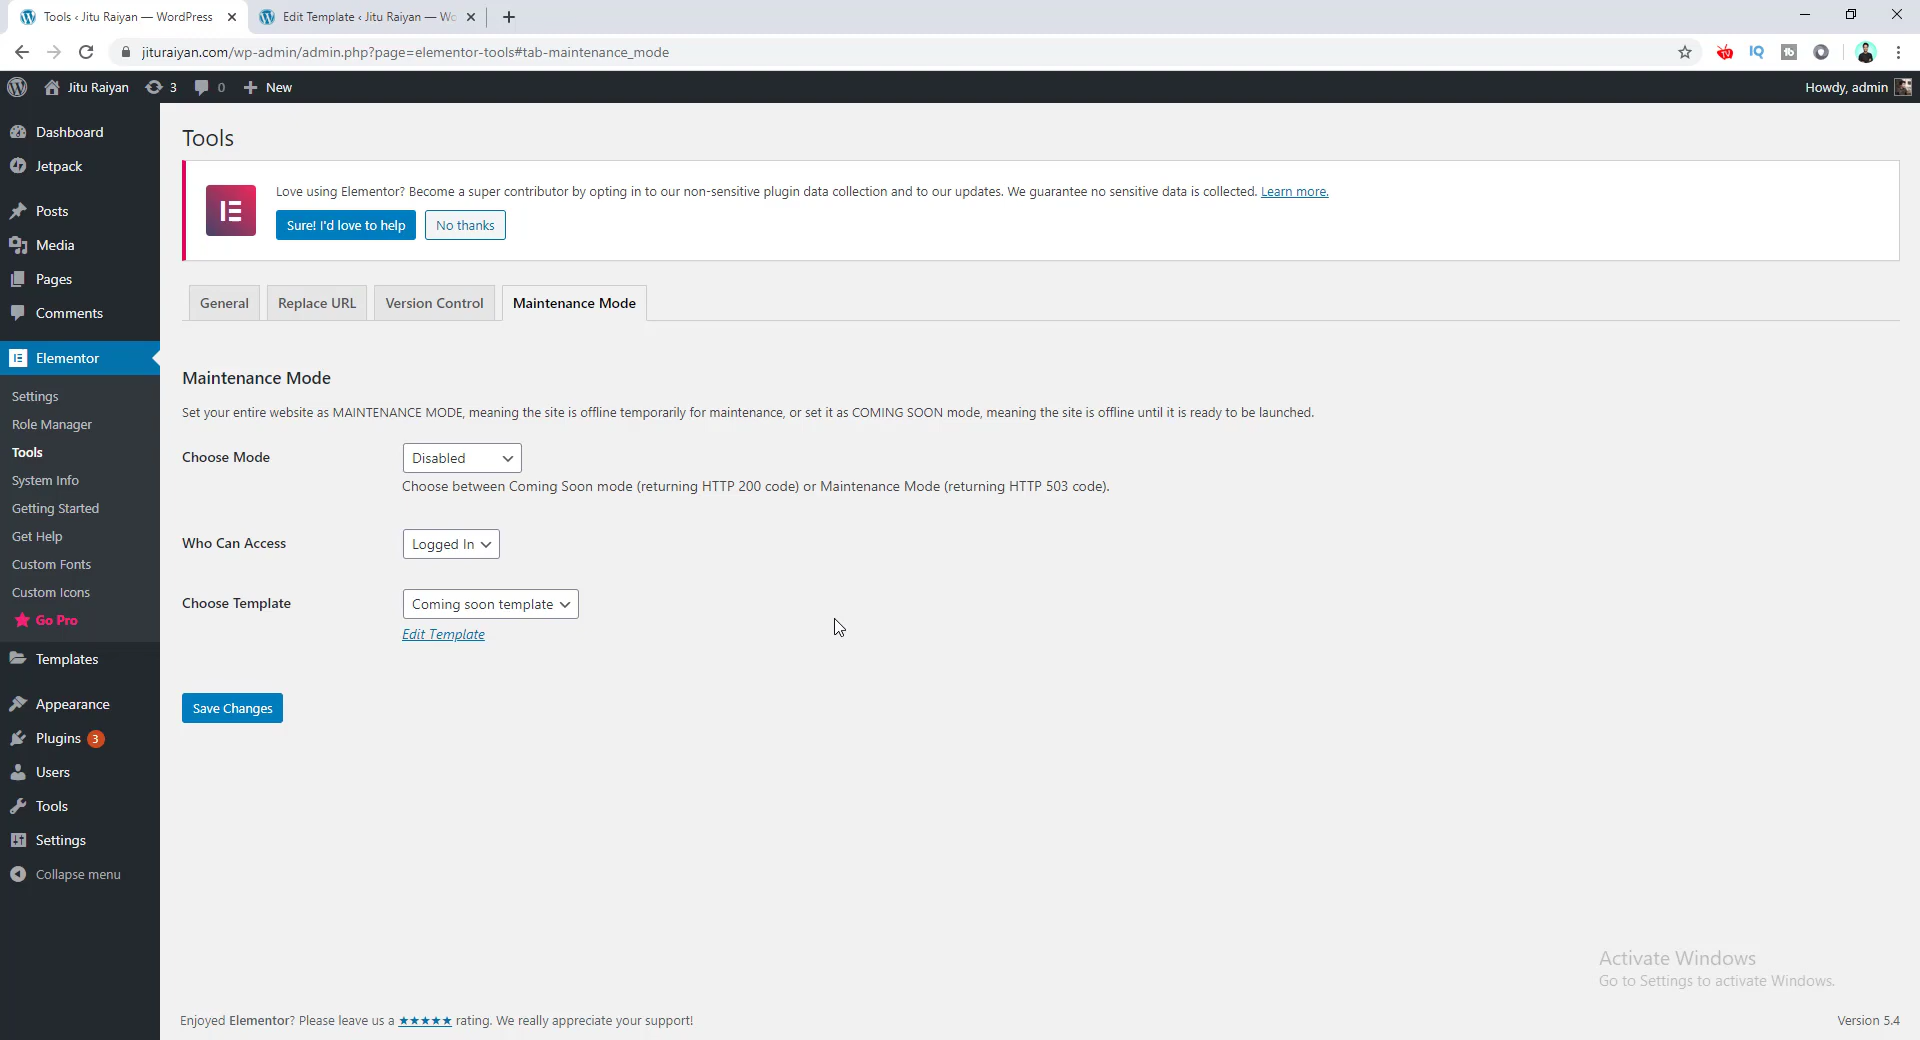 Tools ‹ Jitu Raiyan — WordPress
Edit Template ‹ Jitu Raiyan — Wo
jituraiyan.com/wp-admin/admin.php?page=elementor-tools#tab-maintenance_mode
IQ
tb
Jitu Raiyan
3
0
New
Howdy, admin
Dashboard
Jetpack
Posts
Media
Pages
Comments
Elementor
Settings
Role Manager
Tools
System Info
Getting Started
Get Help
Custom Fonts
Custom Icons
Go Pro
Templates
Appearance
Plugins 3
Users
Tools
Settings
Collapse menu
Tools
Love using Elementor? Become a super contributor by opting in to our non-sensitive plugin data collection and to our updates. We guarantee no sensitive data is collected. Learn more.
Sure! I'd love to help
No thanks
General
Replace URL
Version Control
Maintenance Mode
Maintenance Mode
Set your entire website as MAINTENANCE MODE, meaning the site is offline temporarily for maintenance, or set it as COMING SOON mode, meaning the site is offline until it is ready to be launched.
Choose Mode
Disabled
Choose between Coming Soon mode (returning HTTP 200 code) or Maintenance Mode (returning HTTP 503 code).
Who Can Access
Logged In
Choose Template
Coming soon template
Edit Template
Save Changes
Activate Windows
Go to Settings to activate Windows.
Enjoyed Elementor? Please leave us a ★★★★★ rating. We really appreciate your support!
Version 5.4